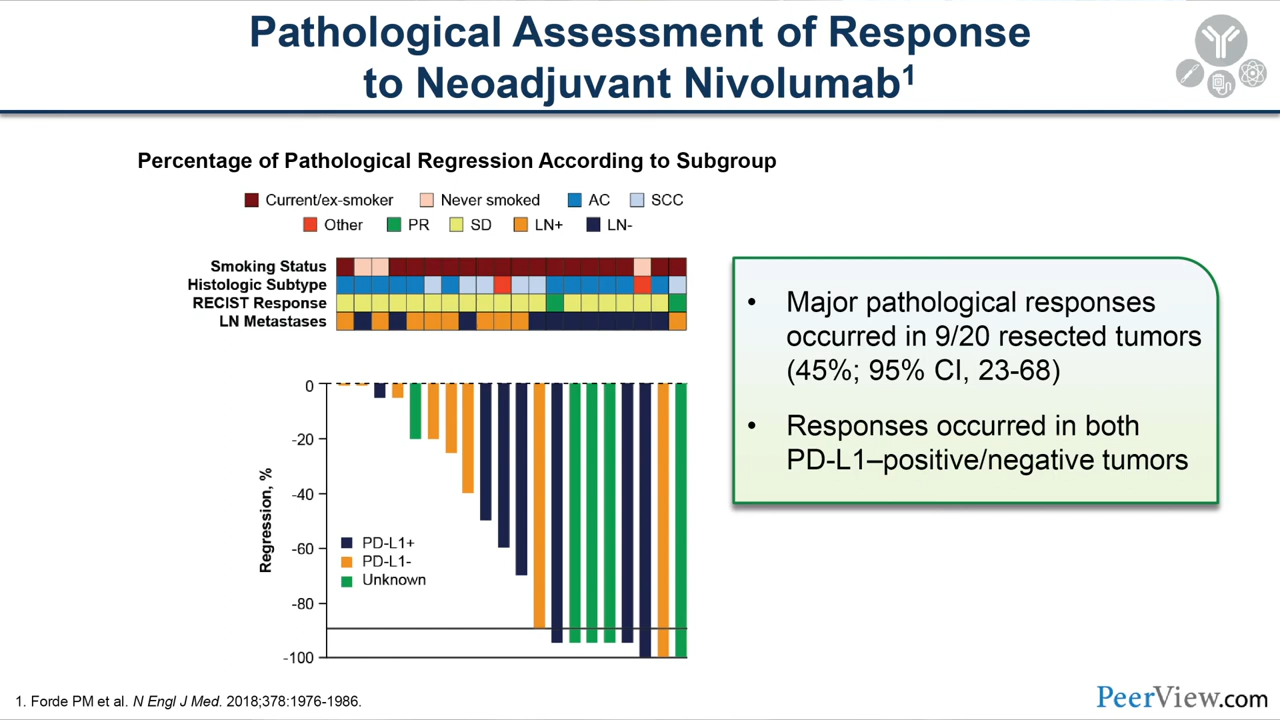 Pathological Assessment of Response
to Neoadjuvant Nivolumab1
Percentage of Pathological Regression According to Subgroup
Current/ex-smoker Never smoked AC SCC
Other PR SD LN+ LN-
Smoking Status
Histologic Subtype
RECIST Response
LN Metastases
0
-20
-40
-60
-80
-100
Regression, %
PD-L1+
PD-L1-
Unknown
• Major pathological responses
occurred in 9/20 resected tumors
(45%; 95% CI, 23-68)
• Responses occurred in both
PD-L1–positive/negative tumors
1. Forde PM et al. N Engl J Med. 2018;378:1976-1986.
PeerView.com